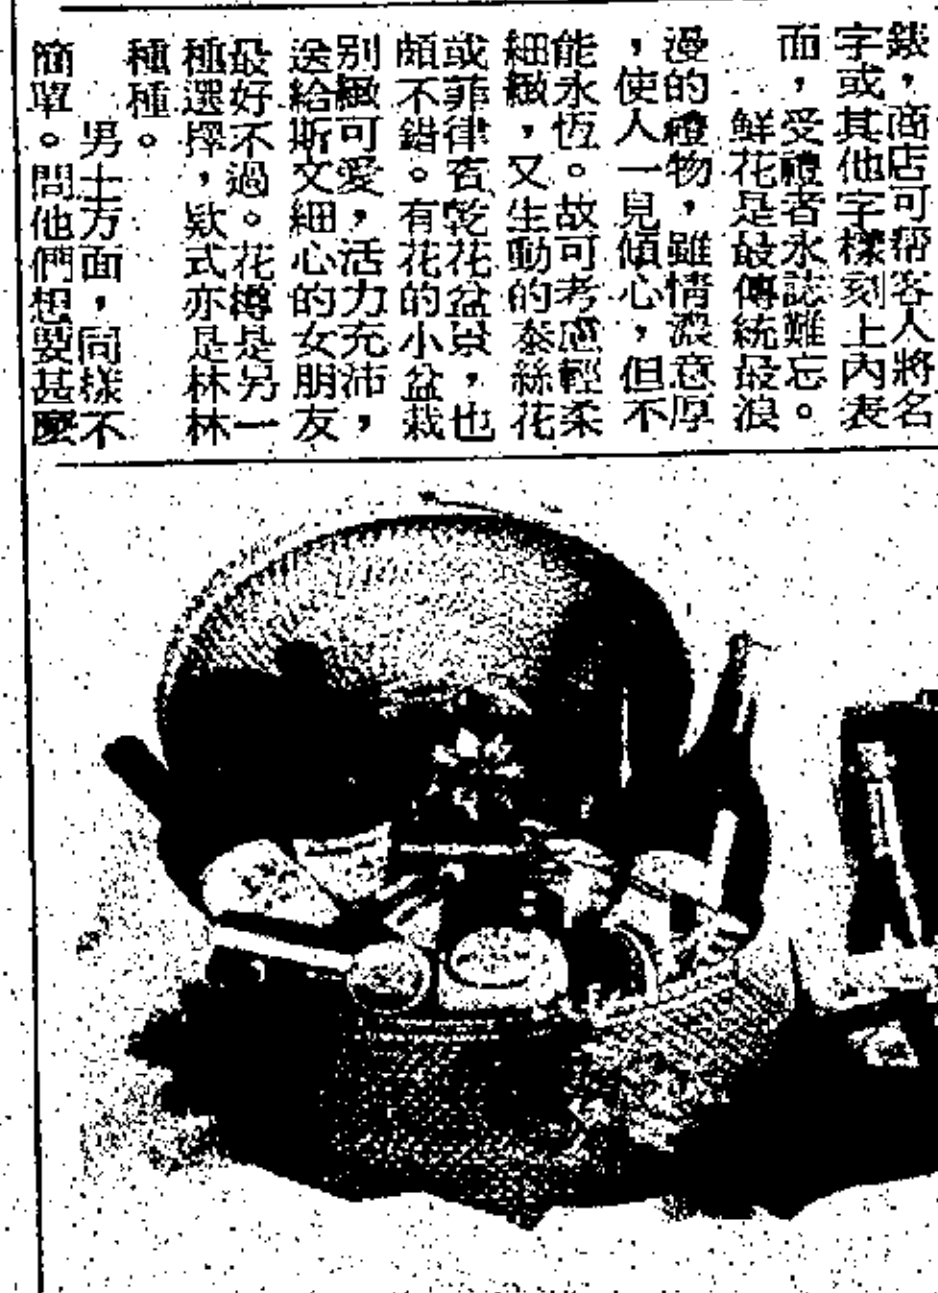 鍱，商店可帮客人將名
字或其他字樣刻上內表
面，受禮者永誌難忘。
鮮花是最傳統最浪
漫的禮物，雖情濃意厚
，使人一見傾心，但不
能永恆。故可考慮輕柔
細緻，又生動的泰絲花
或菲律賓乾花盆景，也
頗不錯。有花的小盆栽
别緻可愛，活力充沛，
送給斯文細心的女朋友
最好不過。花樽是另一
種選擇，欵式亦是林林
種種。
男士方面，同樣不
簡單。問他們想要甚麼